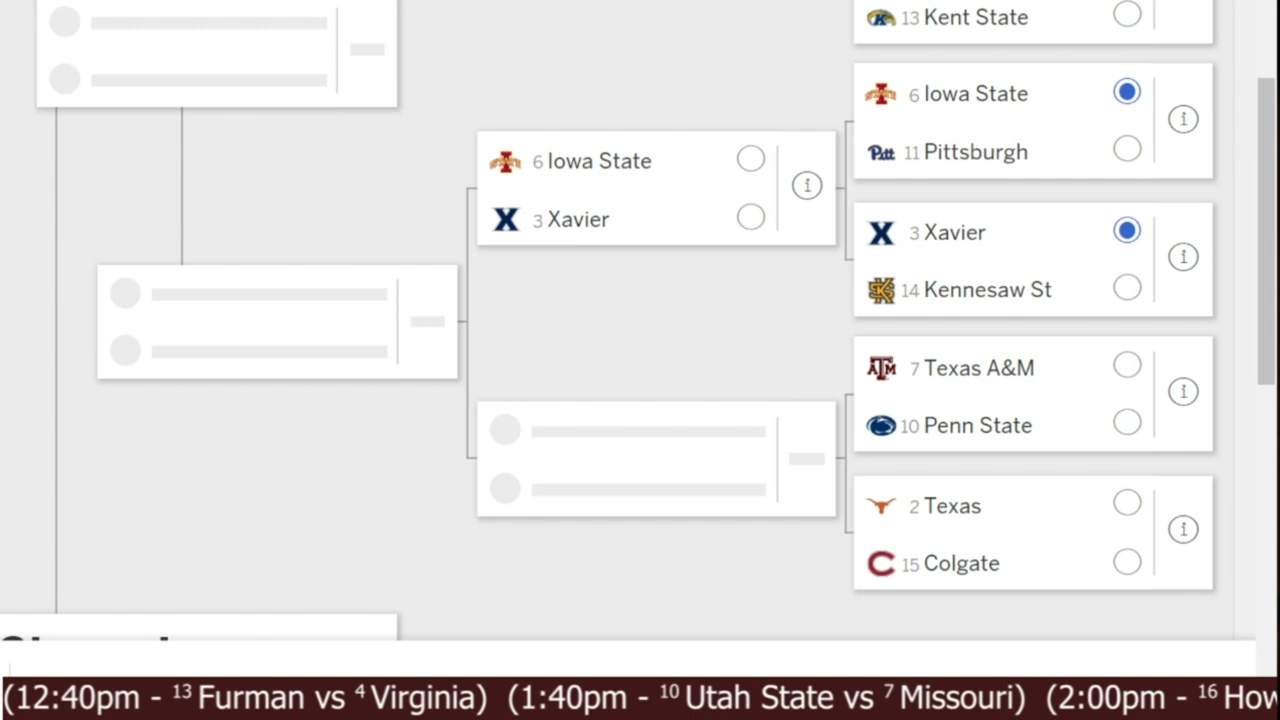 13 Kent State
6 Iowa State
Pitt 11 Pittsburgh
6 Iowa State
3 Xavier
3 Xavier
14 Kennesaw St
7 Texas A&M
10 Penn State
2 Texas
15 Colgate
(12:40pm - 13 Furman vs 4 Virginia) (1:40pm - 10 Utah State vs 7 Missouri) (2:00pm - 16 How